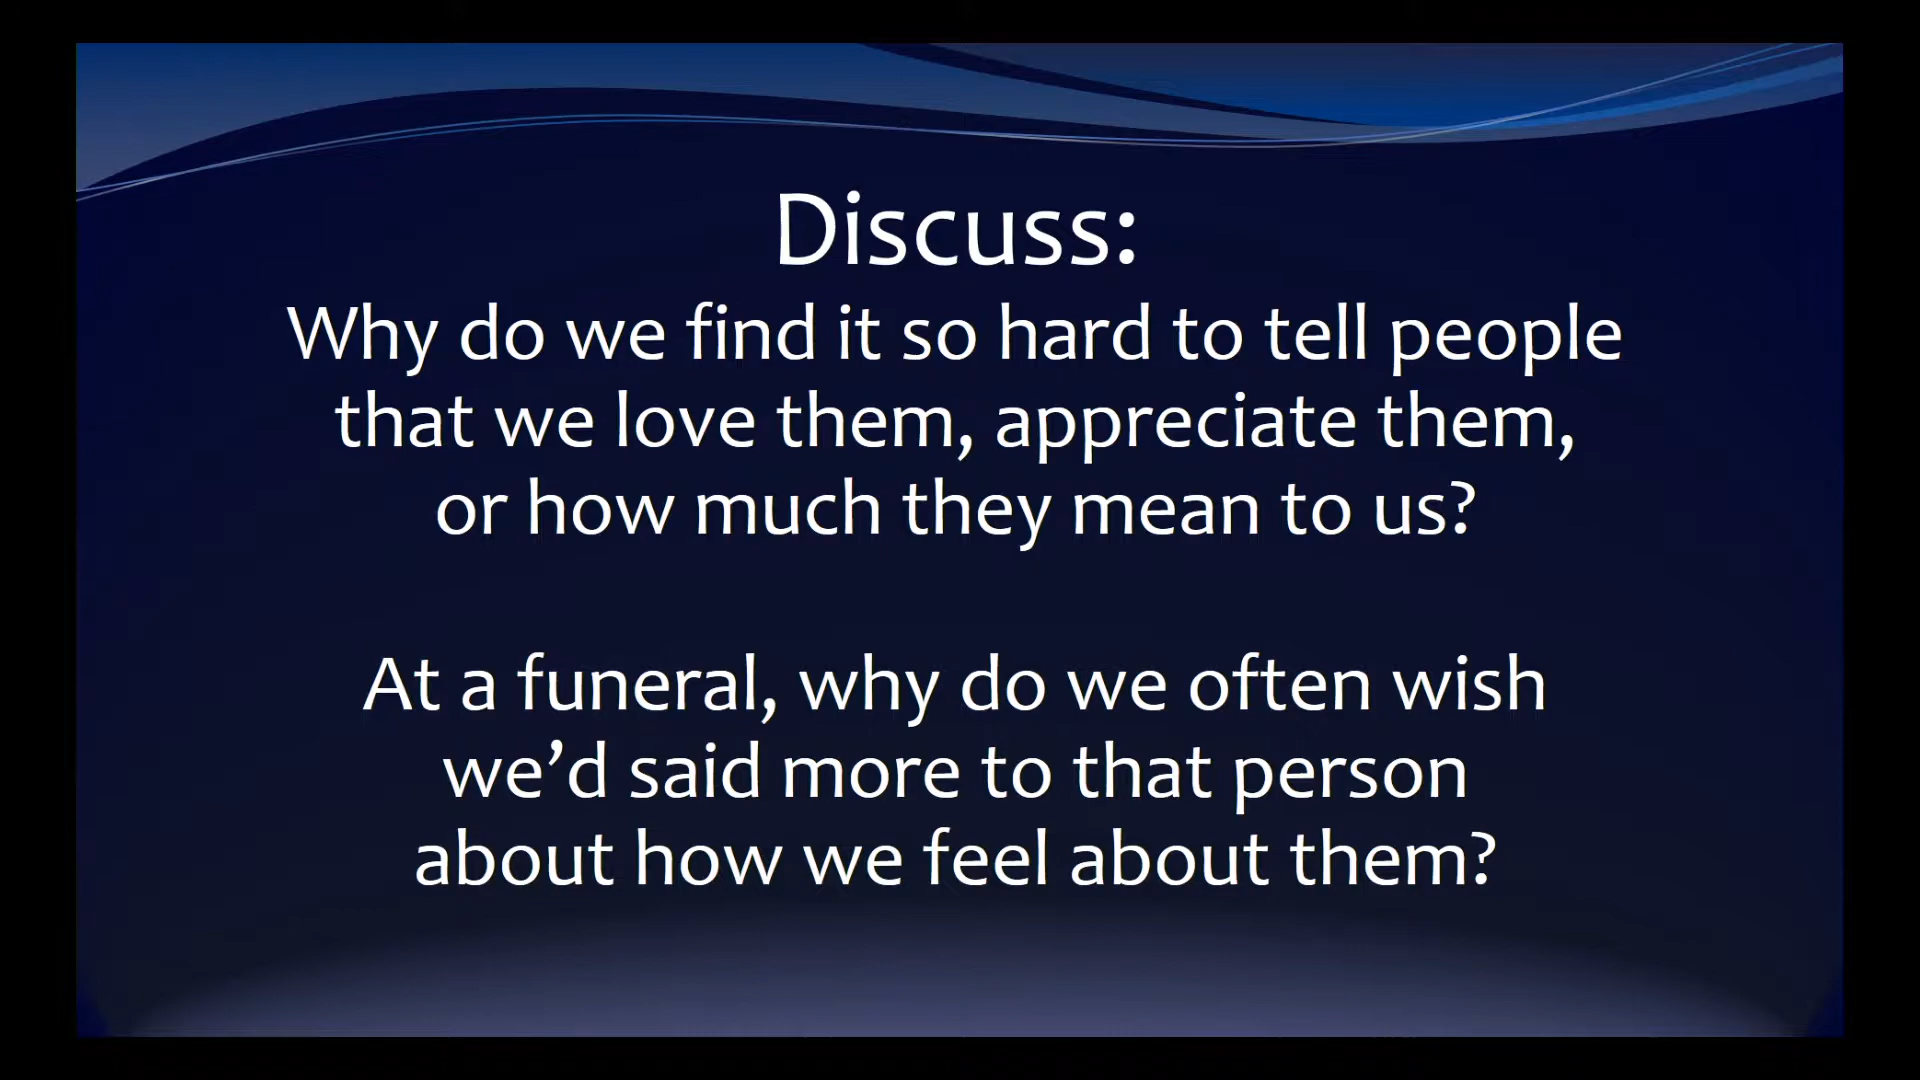 Discuss:
Why do we find it so hard to tell people
that we love them, appreciate them,
or how much they mean to us?
At a funeral, why do we often wish
we’d said more to that person
about how we feel about them?